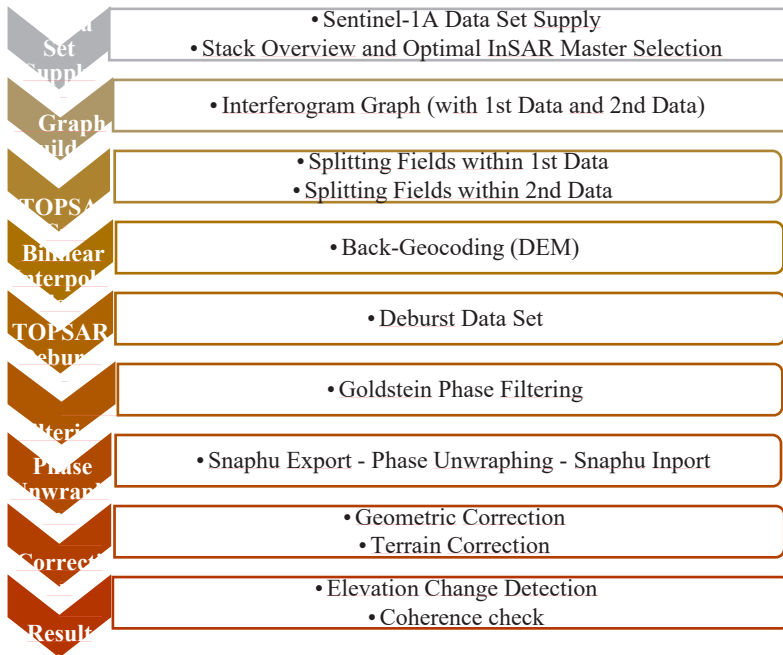 Set
• Sentinel-1A Data Set Supply
• Stack Overview and Optimal InSAR Master Selection
Graph
• Interferogram Graph (with 1st Data and 2nd Data)
• Splitting Fields within 1st Data
• Splitting Fields within 2nd Data
Bilinear
• Back-Geocoding (DEM)
TOPSAR
• Deburst Data Set
• Goldstein Phase Filtering
Phase
• Snaphu Export - Phase Unwraphing - Snaphu Inport
• Geometric Correction
• Terrain Correction
Result
• Elevation Change Detection
• Coherence check